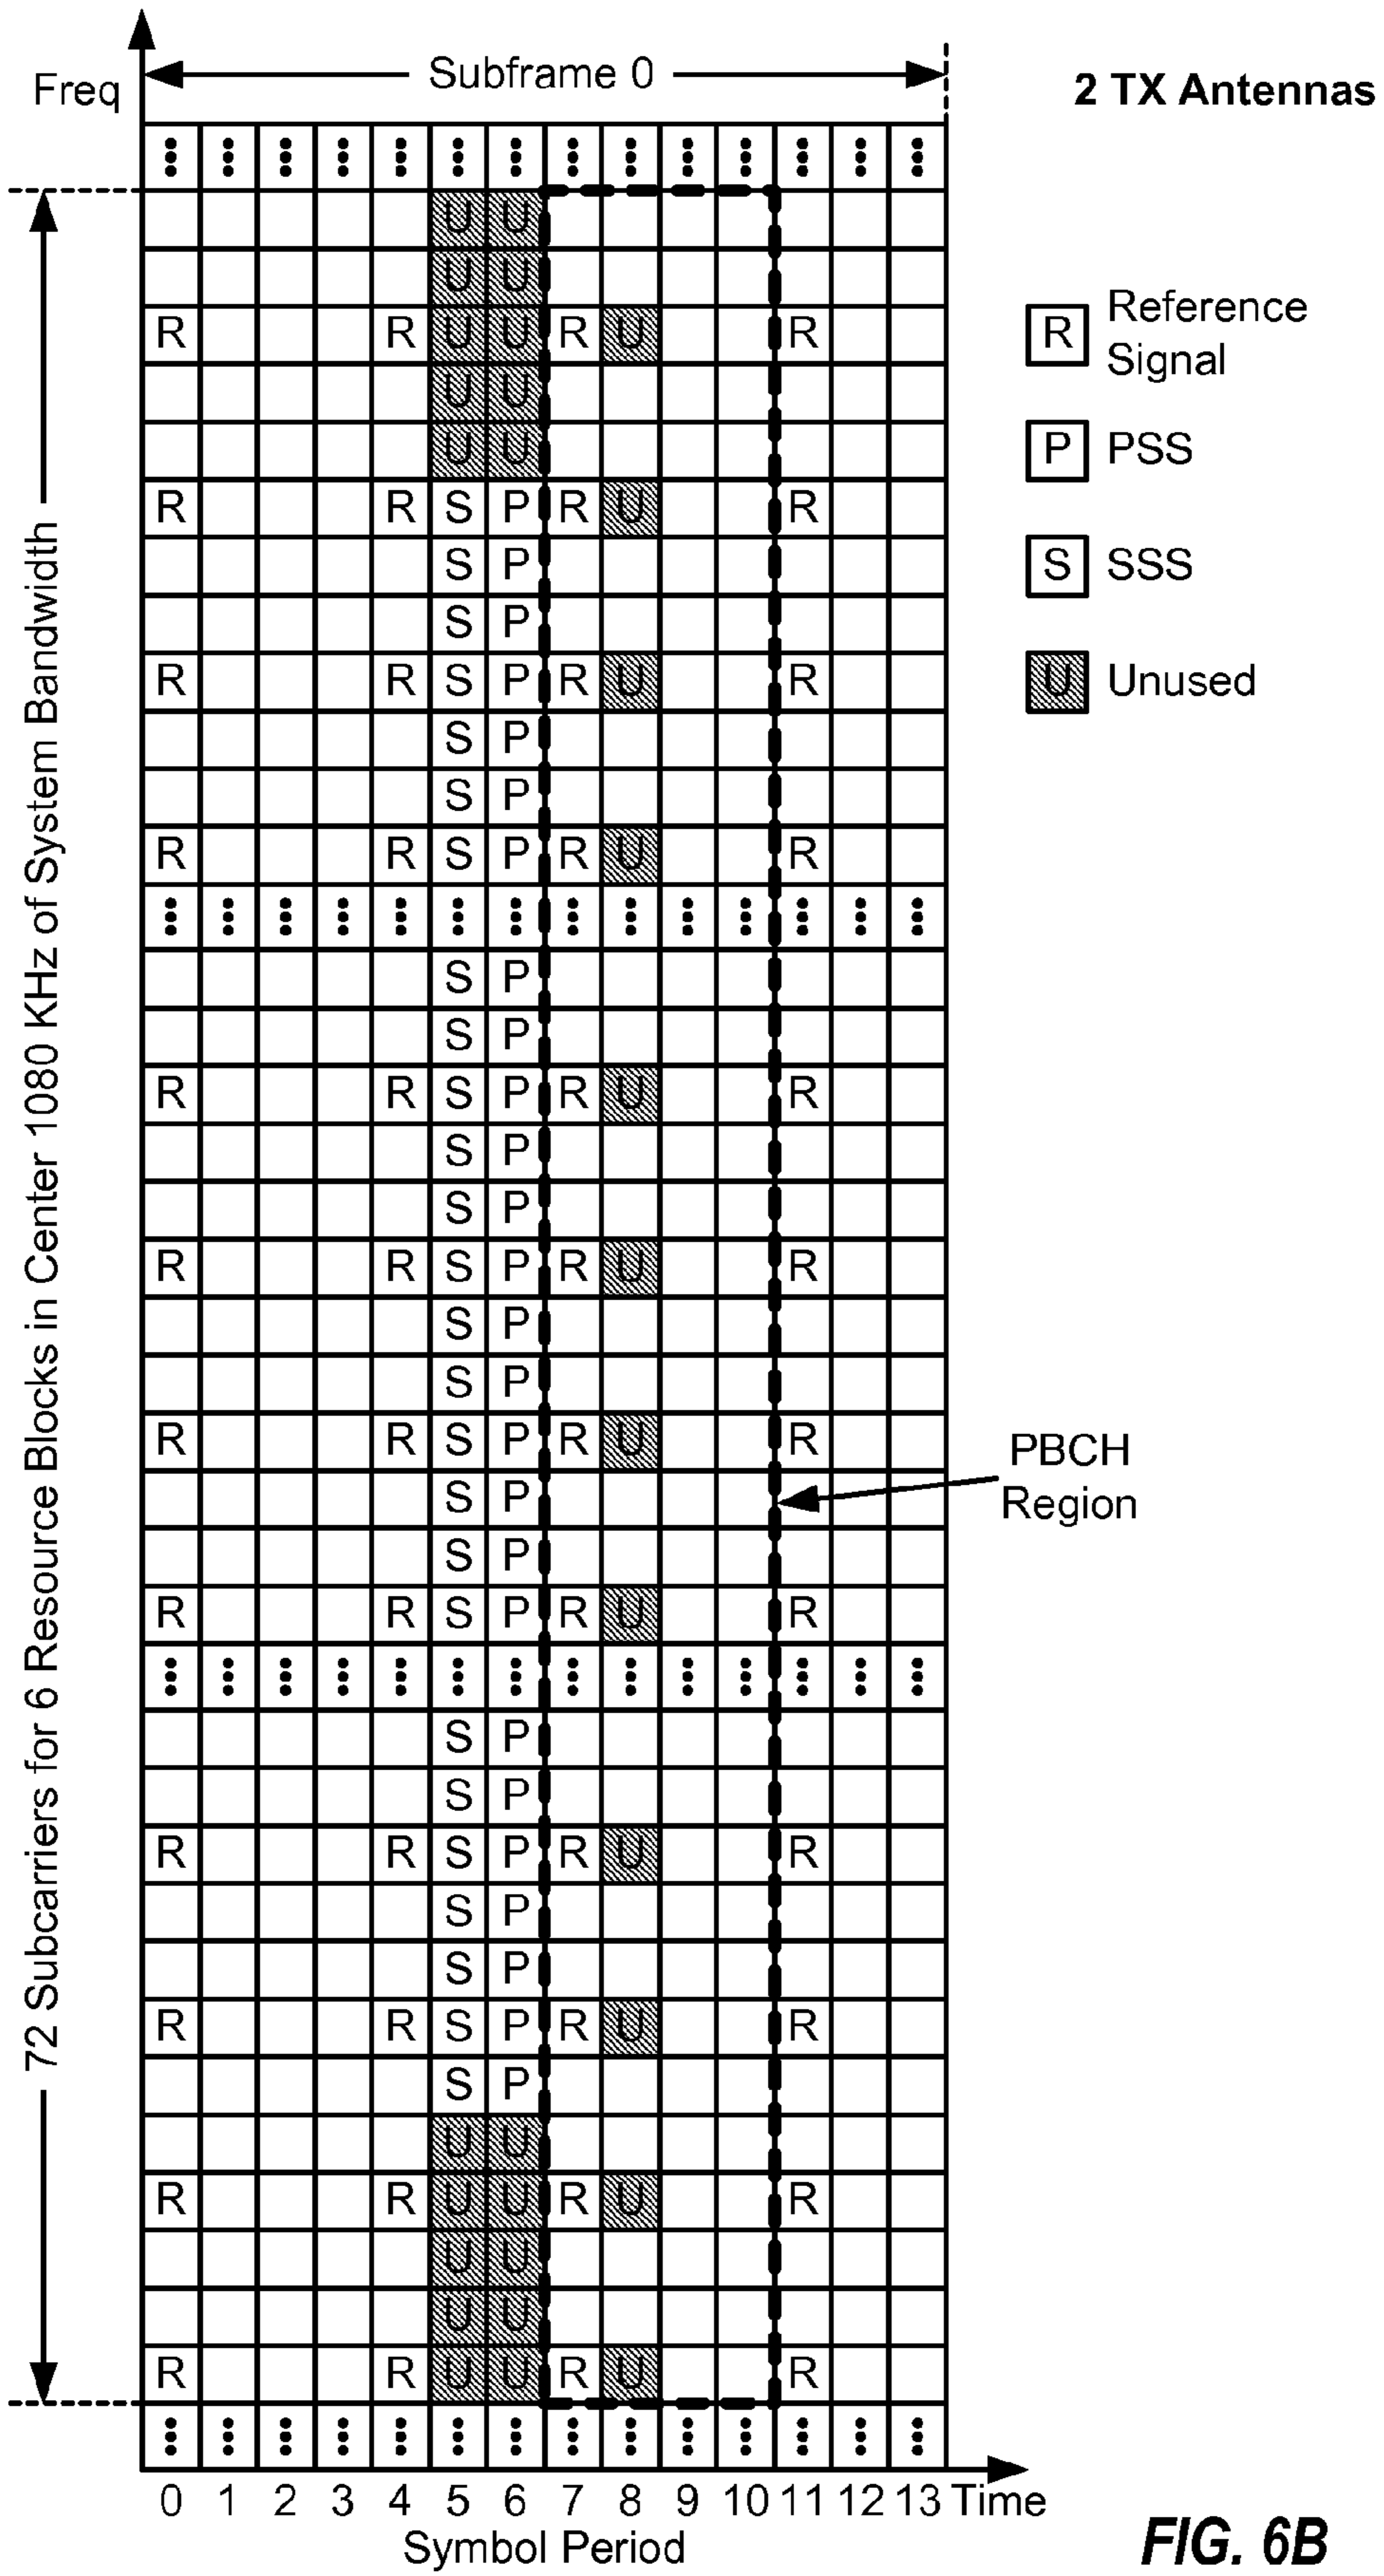 Freq
Subframe 0
2 TX Antennas
72 Subcarriers for 6 Resource Blocks in Center 1080 KHz of System Bandwidth
U U
U U
R R U U R U R
U U
U U
R R S P R U R
S P
S P
R R S P R U R
S P
S P
R R S P R U R
S P
S P
R R S P R U R
S P
S P
R R S P R U R
S P
S P
R R S P R U R
S P
S P
R R S P R U R
S P
S P
R R S P R U R
S P
S P
R R S P R U R
S P
U U
R R U U R U R
U U
U U
R R U U R U R
R Reference
Signal
P PSS
S SSS
U Unused
PBCH
Region
0 1 2 3 4 5 6 7 8 9 10 11 12 13 Time
Symbol Period
FIG. 6B